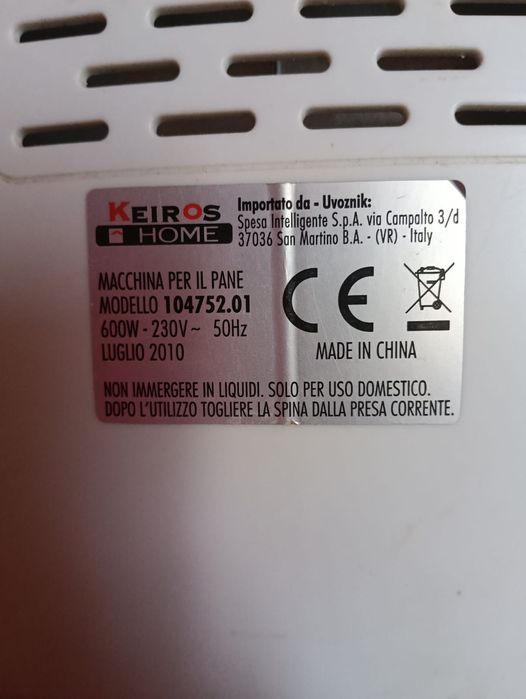 KEIROS
HOME
Importato da - Uvoznik:
Spesa Intelligente S.p.A. via Campalto 3/d
37036 San Martino B.A. - (VR) - Italy
MACCHINA PER IL PANE
MODELLO 104752.01
600W - 230V~ 50Hz
LUGLIO 2010
CE
MADE IN CHINA
NON IMMERGERE IN LIQUIDI. SOLO PER USO DOMESTICO.
DOPO L'UTILIZZO TOGLIERE LA SPINA DALLA PRESA CORRENTE.